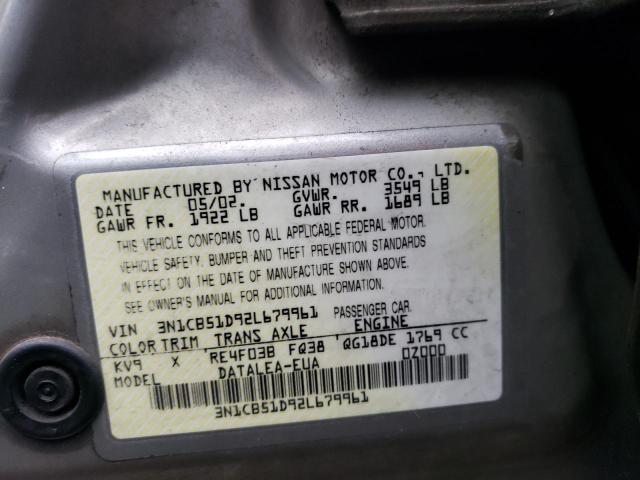 MANUFACTURED BY NISSAN MOTOR CO., LTD.
DATE 05/02. GVWR. 3549 LB
GAWR FR. 1922 LB GAWR RR. 1689 LB
THIS VEHICLE CONFORMS TO ALL APPLICABLE FEDERAL MOTOR
VEHICLE SAFETY, BUMPER AND THEFT PREVENTION STANDARDS
IN EFFECT ON THE DATE OF MANUFACTURE SHOWN ABOVE.
SEE OWNER'S MANUAL FOR ADDITIONAL INFORMATION.
VIN 3N1CB51D92L679961 PASSENGER CAR
COLOR TRIM TRANS AXLE ENGINE
KV9 X RE4F03B FQ38 QG18DE 1769 CC
MODEL DATALEA-EUA 0Z000
3N1CB51D92L679961